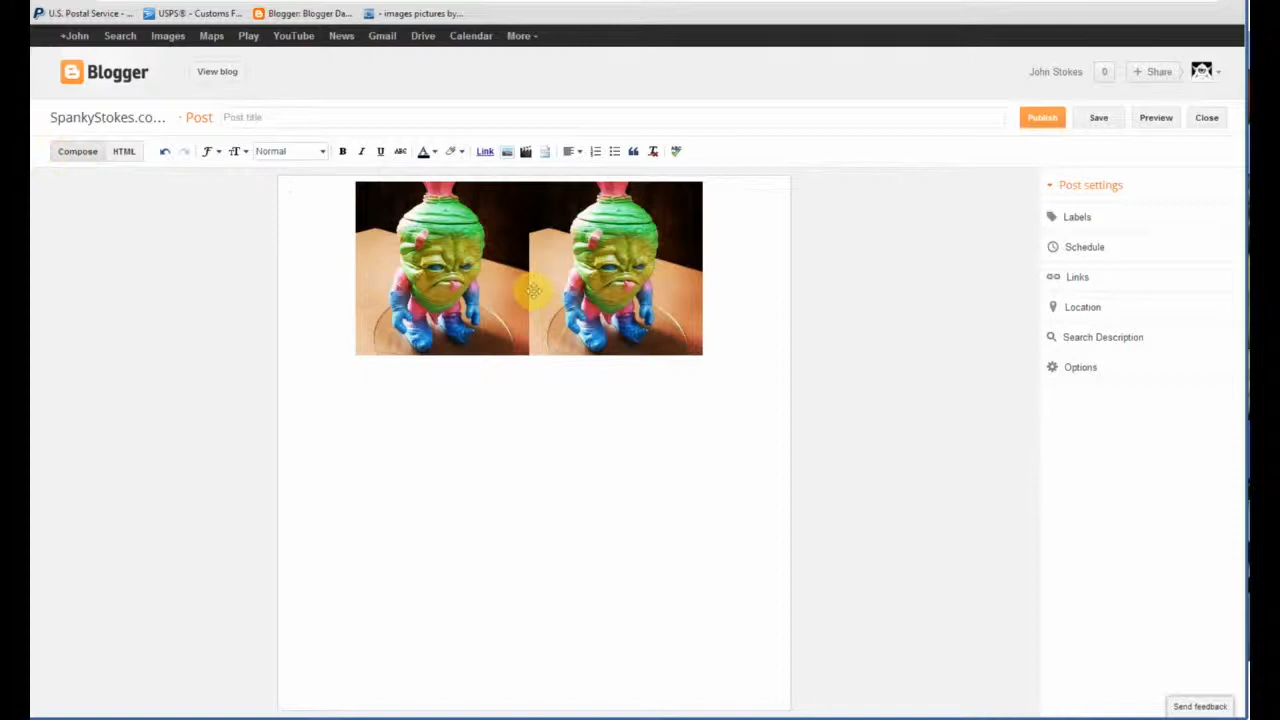 U.S. Postal Service - ... USPS® - Customs F... Blogger: Blogger Da... - images pictures by...
+John Search Images Maps Play YouTube News Gmail Drive Calendar More
Blogger View blog John Stokes 0 + Share
SpankyStokes.co... · Post Post title Publish Save Preview Close
Compose HTML Normal B I U ABC A Link
Post settings
Labels
Schedule
Links
Location
Search Description
Options
Send feedback